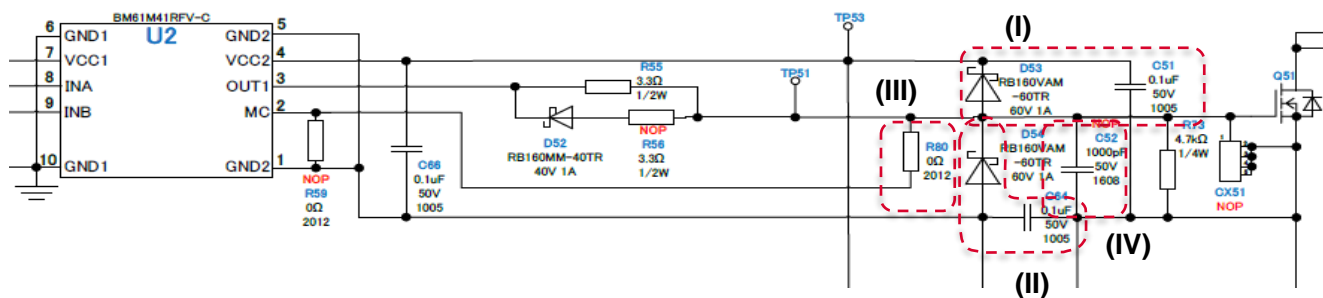 BM61M41RFV-C
U2
6
GND1
7
VCC1
8
INA
9
INB
10
GND1
GND2
5
VCC2
4
OUT1
3
MC
2
GND2
1
NOP
R59
0Ω
2012
C66
0.1uF
50V
1005
R55
3.3Ω
1/2W
D52
RB160MM-40TR
40V 1A
NOP
R56
3.3Ω
1/2W
TP51
TP53
(I)
D53
RB160VAM
-60TR
60V 1A
C51
0.1uF
50V
1005
(III)
R80
0Ω
2012
D54
RB160VAM
-60TR
60V 1A
NOP
C52
1000pF
50V
1608
C64
0.1uF
50V
1005
(II)
(IV)
R73
4.7kΩ
1/4W
Q51
CX51
NOP